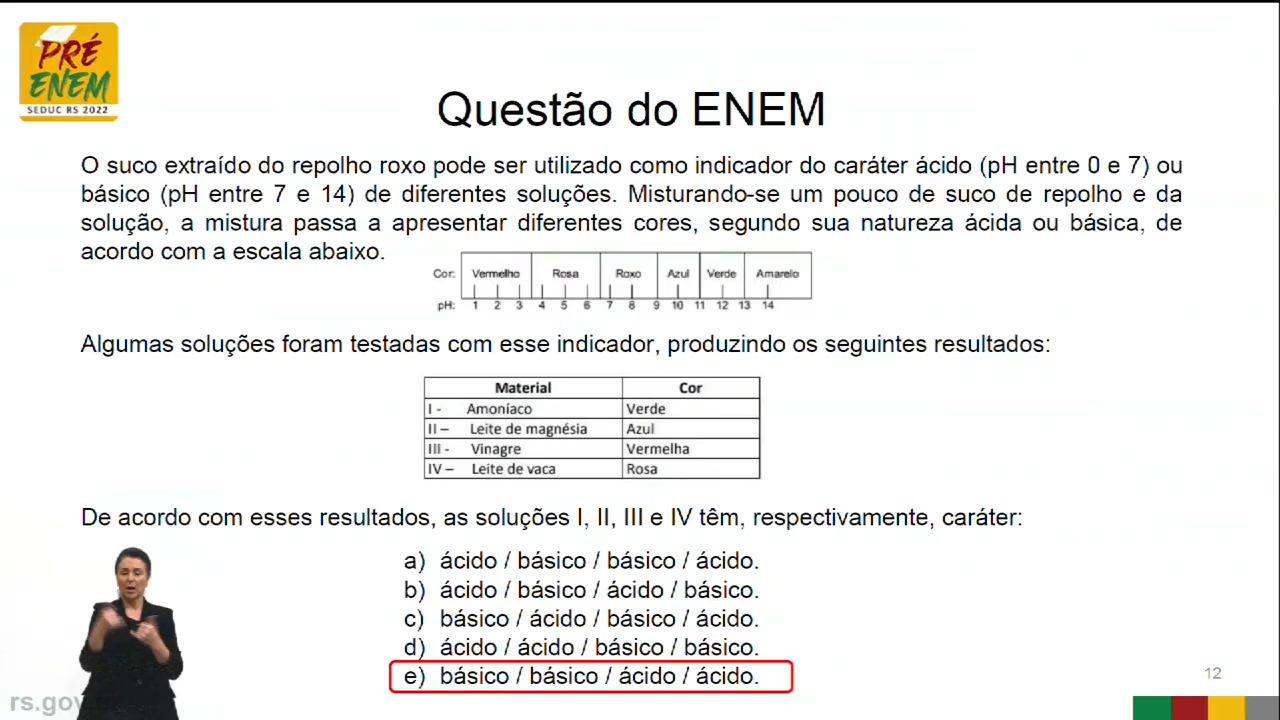 PRÉ
ENEM
SEDUC RS 2022
Questão do ENEM
O suco extraído do repolho roxo pode ser utilizado como indicador do caráter ácido (pH entre 0 e 7) ou
básico (pH entre 7 e 14) de diferentes soluções. Misturando-se um pouco de suco de repolho e da
solução, a mistura passa a apresentar diferentes cores, segundo sua natureza ácida ou básica, de
acordo com a escala abaixo.
Cor: Vermelho Rosa Roxo Azul Verde Amarelo
pH: 1 2 3 4 5 6 7 8 9 10 11 12 13 14
Algumas soluções foram testadas com esse indicador, produzindo os seguintes resultados:
Material Cor
I - Amoníaco Verde
II – Leite de magnésia Azul
III - Vinagre Vermelha
IV – Leite de vaca Rosa
De acordo com esses resultados, as soluções I, II, III e IV têm, respectivamente, caráter:
a) ácido / básico / básico / ácido.
b) ácido / básico / ácido / básico.
c) básico / ácido / básico / ácido.
d) ácido / ácido / básico / básico.
e) básico / básico / ácido / ácido.
12
rs.gov